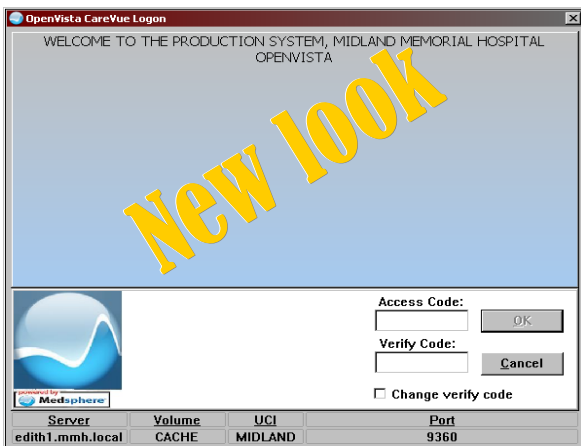 OpenVista CareVue Logon
WELCOME TO THE PRODUCTION SYSTEM, MIDLAND MEMORIAL HOSPITAL
OPENVISTA
New look
Access Code:
OK
Verify Code:
Cancel
Change verify code
powered by
Medsphere
Server Volume UCI Port
edith1.mmh.local CACHE MIDLAND 9360